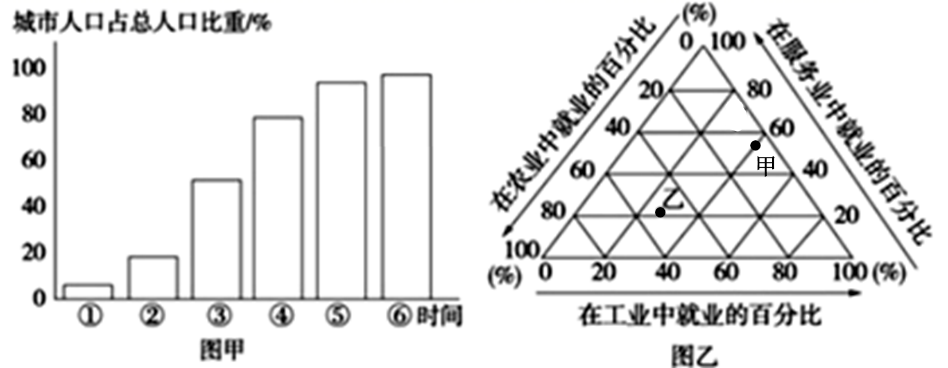 城市人口占总人口比重/%
100
80
60
40
20
0
① ② ③ ④ ⑤ ⑥ 时间
图甲
(%)
0 100
20 80
40 60
60 40
80 20
100
(%) 0 20 40 60 80 100 (%)
在农业中就业的百分比
在服务业中就业的百分比
甲
乙
在工业中就业的百分比
图乙